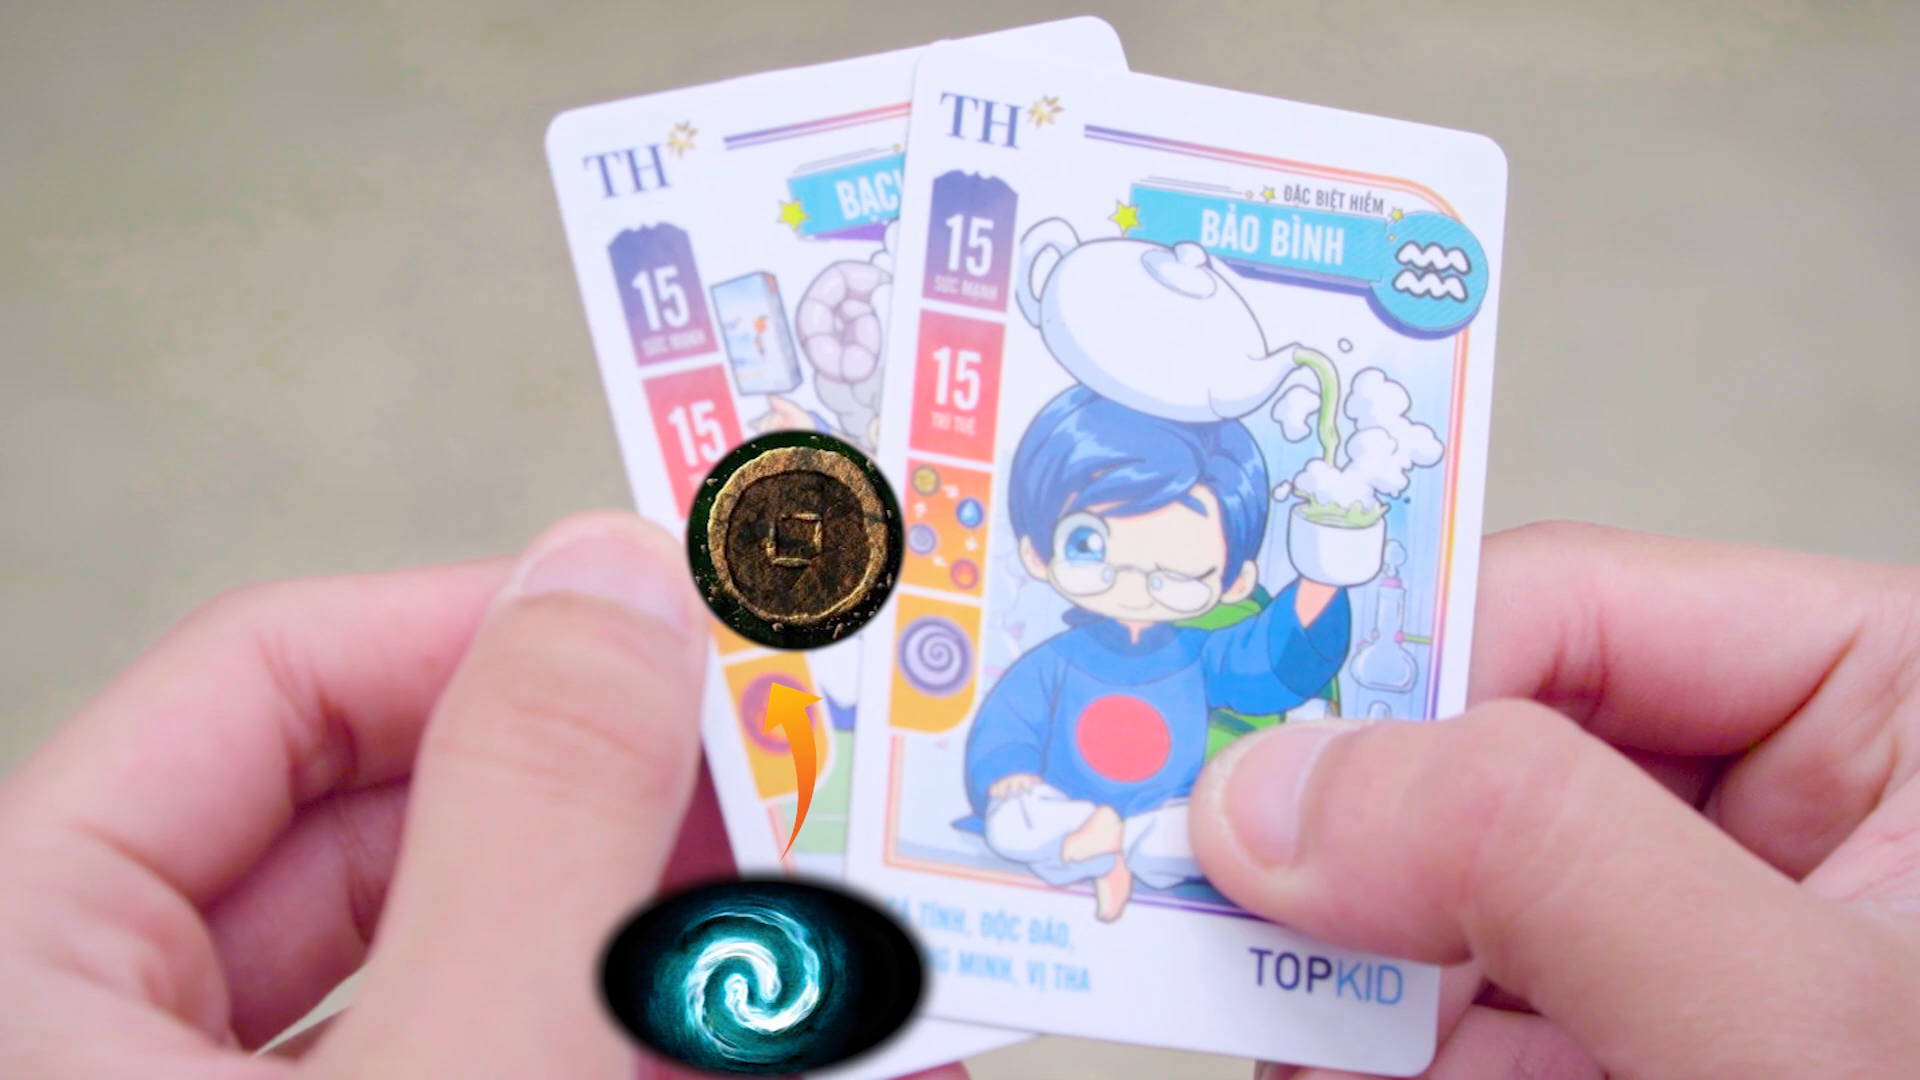 TH
15
SỨC MẠNH
15
TH
ĐẶC BIỆT HIẾM
BẢO BÌNH
15
SỨC MẠNH
15
TRÍ TUỆ
TÍNH, ĐỘC ĐÁO,
MINH, VỊ THA
TOPKID